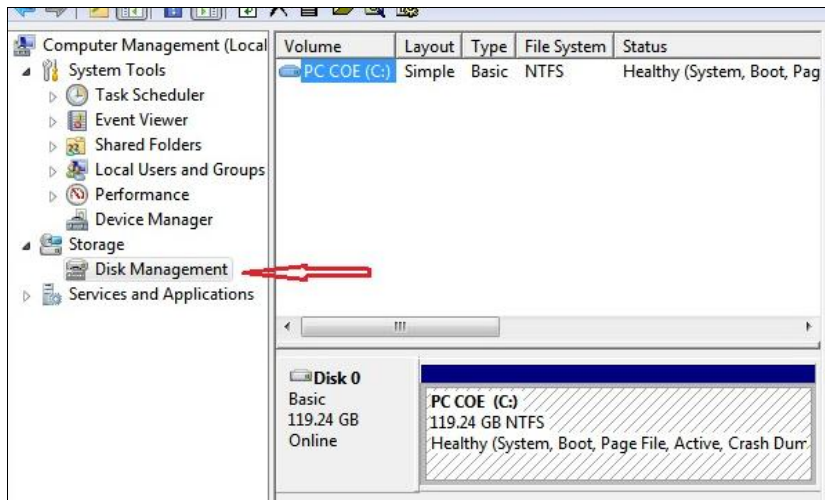 Computer Management (Local
System Tools
Task Scheduler
Event Viewer
Shared Folders
Local Users and Groups
Performance
Device Manager
Storage
Disk Management
Services and Applications
Volume Layout Type File System Status
PC COE (C:) Simple Basic NTFS Healthy (System, Boot, Pag
Disk 0
Basic
119.24 GB
Online
PC COE (C:)
119.24 GB NTFS
Healthy (System, Boot, Page File, Active, Crash Dum